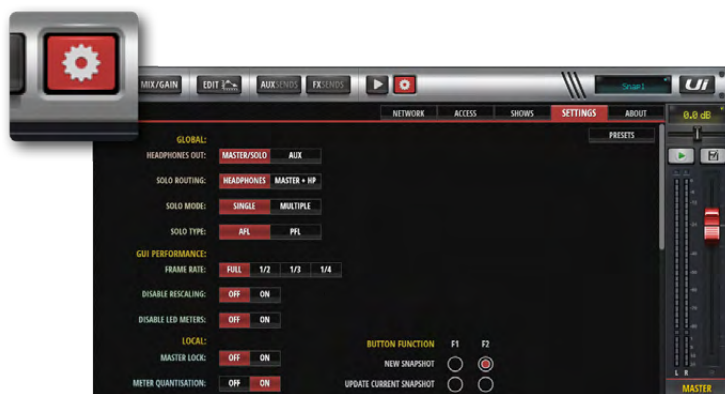 MIX/GAIN EDIT AUXSENDS FXSENDS Snap1 Ui
NETWORK ACCESS SHOWS SETTINGS ABOUT 0.0 dB
PRESETS
GLOBAL:
HEADPHONES OUT: MASTER/SOLO AUX
SOLO ROUTING: HEADPHONES MASTER + HP
SOLO MODE: SINGLE MULTIPLE
SOLO TYPE: AFL PFL
GUI PERFORMANCE:
FRAME RATE: FULL 1/2 1/3 1/4
DISABLE RESCALING: OFF ON
DISABLE LED METERS: OFF ON
LOCAL: BUTTON FUNCTION F1 F2
MASTER LOCK: OFF ON NEW SNAPSHOT
METER QUANTISATION: OFF ON UPDATE CURRENT SNAPSHOT
L R
MASTER